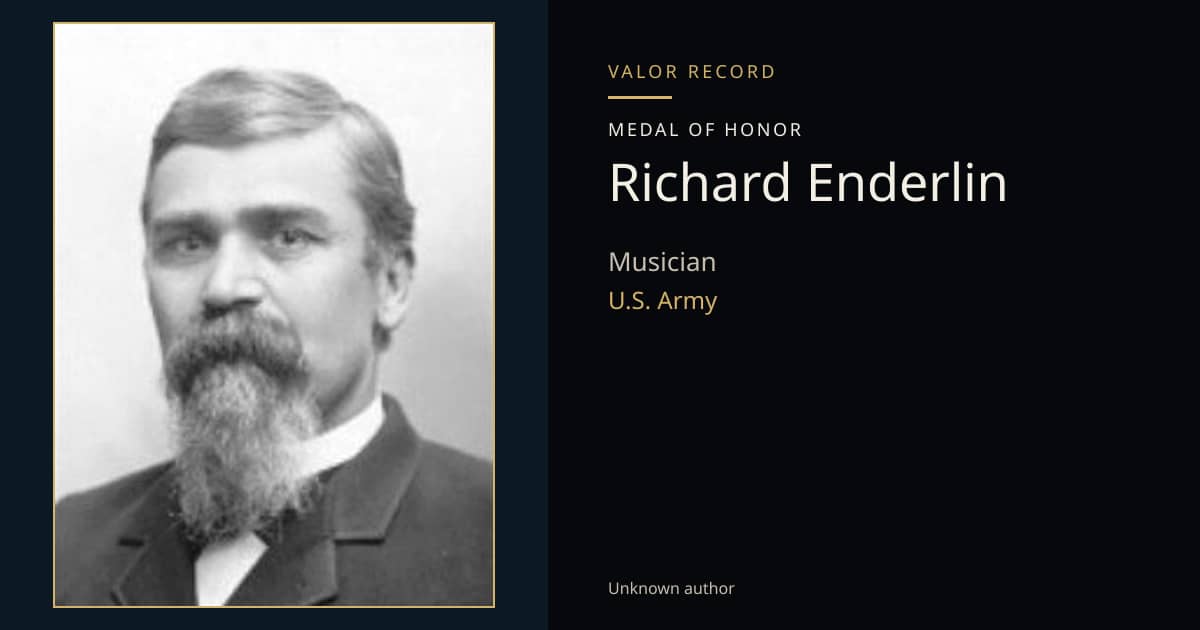 VALOR RECORD
MEDAL OF HONOR
Richard Enderlin
Musician
U.S. Army
Unknown author